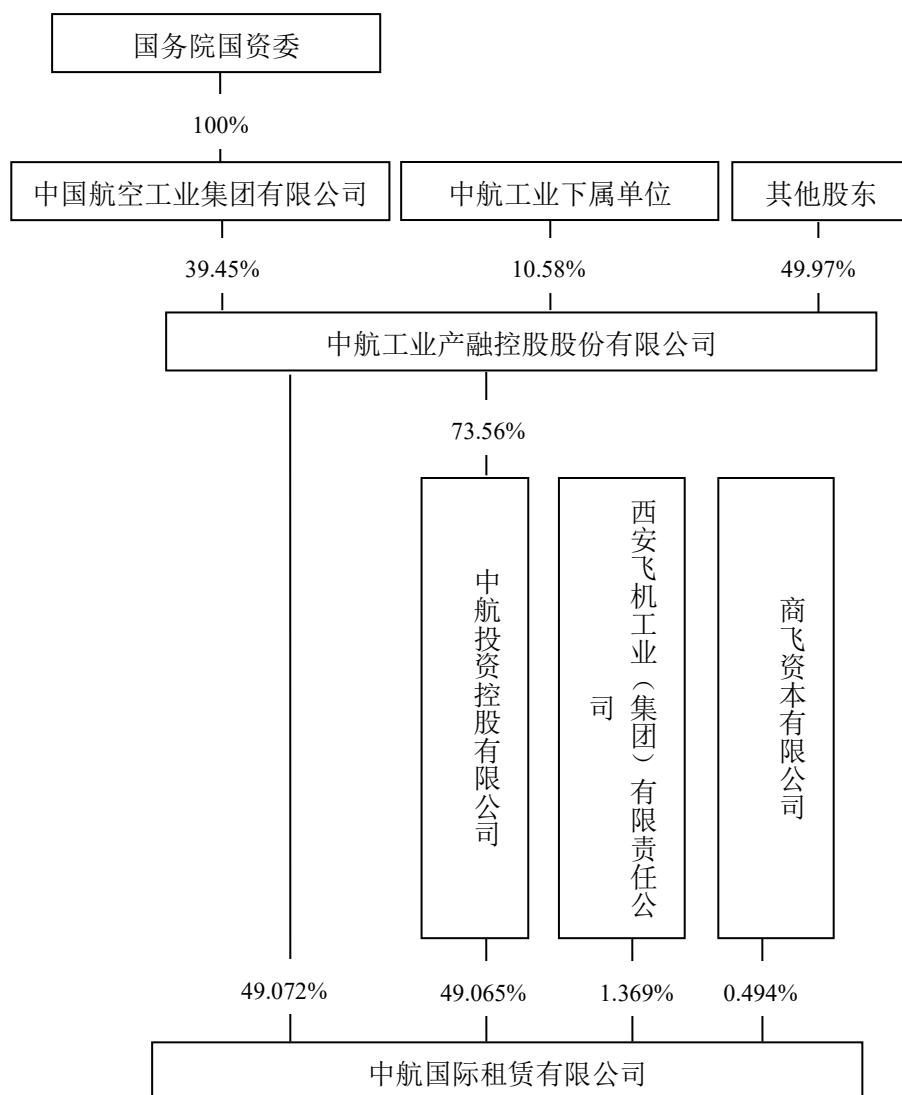 国务院国资委
100%
中国航空工业集团有限公司
中航工业下属单位
其他股东
39.45%
10.58%
49.97%
中航工业产融控股股份有限公司
73.56%
中航投资控股有限公司
西安飞机工业（集团）有限责任公
司
商飞资本有限公司
49.072%
49.065%
1.369%
0.494%
中航国际租赁有限公司